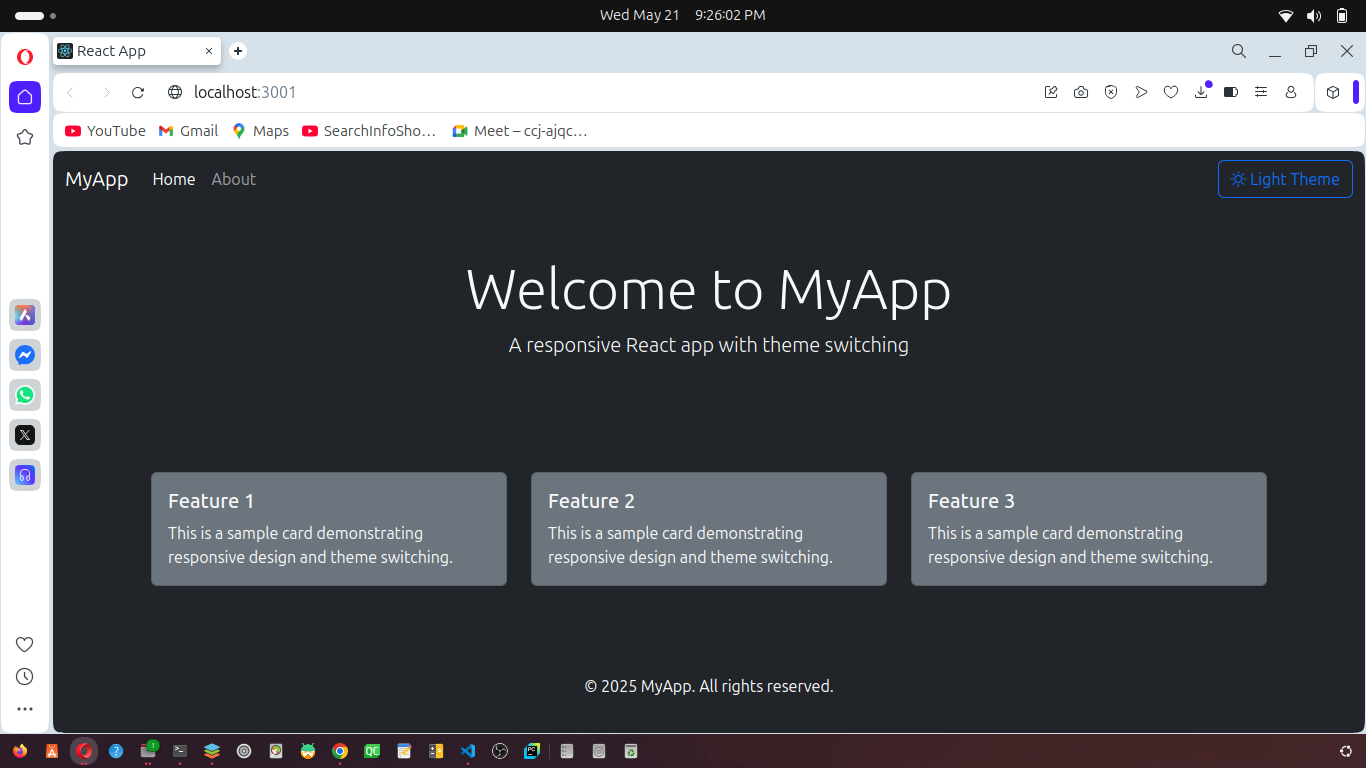 Wed May 21 9:26:02 PM
React App
localhost:3001
YouTube
Gmail
Maps
SearchInfoSho...
Meet – ccj-ajqc...
MyApp
Home
About
Light Theme
Welcome to MyApp
A responsive React app with theme switching
Feature 1
This is a sample card demonstrating
responsive design and theme switching.
Feature 2
This is a sample card demonstrating
responsive design and theme switching.
Feature 3
This is a sample card demonstrating
responsive design and theme switching.
© 2025 MyApp. All rights reserved.
1
QC
PC